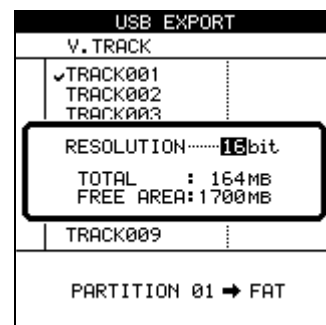 USB EXPORT
V.TRACK
✓TRACK001
TRACK002
TRACK003
RESOLUTION······16bit
TOTAL : 164MB
FREE AREA:1700MB
TRACK009
PARTITION 01 ➡ FAT